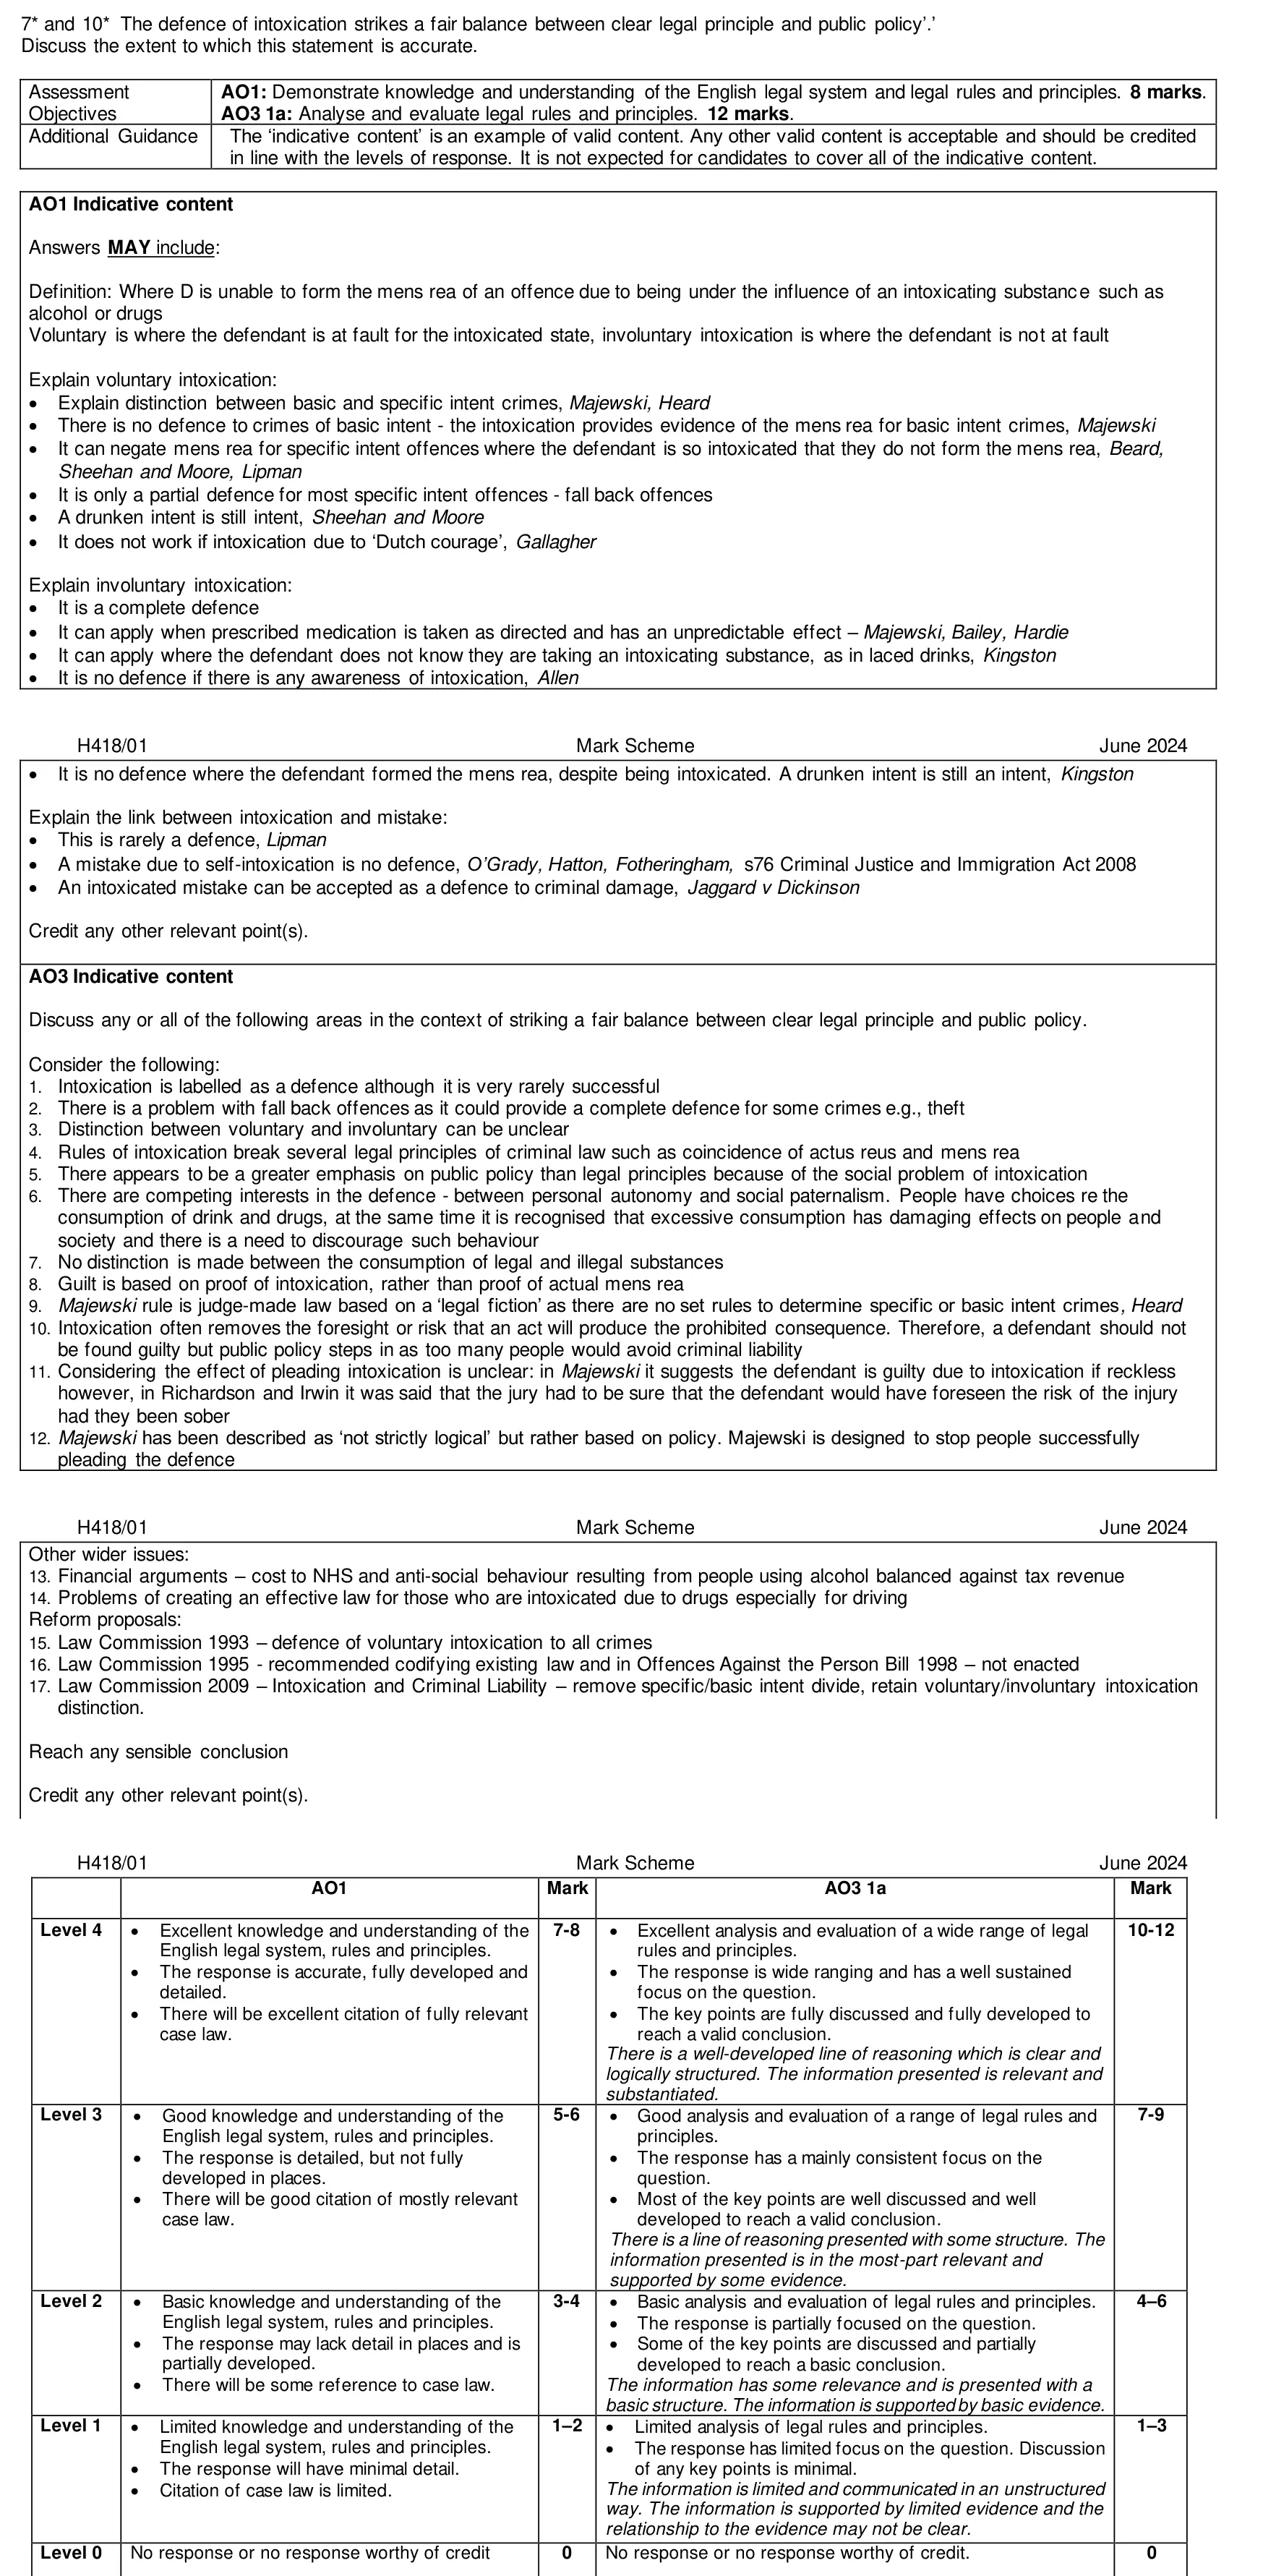 7* and 10*  The defence of intoxication strikes a fair balance between clear legal principle and public policy'.'
Discuss the extent to which this statement is accurate.
Assessment Objectives
AO1: Demonstrate knowledge and understanding of the English legal system and legal rules and principles. 8 marks.
AO3 1a: Analyse and evaluate legal rules and principles. 12 marks.
Additional Guidance
The 'indicative content' is an example of valid content. Any other valid content is acceptable and should be credited
in line with the levels of response. It is not expected for candidates to cover all of the indicative content.
AO1 Indicative content
Answers MAY include:
Definition: Where D is unable to form the mens rea of an offence due to being under the influence of an intoxicating substance such as
alcohol or drugs
Voluntary is where the defendant is at fault for the intoxicated state, involuntary intoxication is where the defendant is not at fault
Explain voluntary intoxication:
• Explain distinction between basic and specific intent crimes, Majewski, Heard
• There is no defence to crimes of basic intent - the intoxication provides evidence of the mens rea for basic intent crimes, Majewski
• It can negate mens rea for specific intent offences where the defendant is so intoxicated that they do not form the mens rea, Beard,
Sheehan and Moore, Lipman
• It is only a partial defence for most specific intent offences - fall back offences
• A drunken intent is still intent, Sheehan and Moore
• It does not work if intoxication due to 'Dutch courage', Gallagher
Explain involuntary intoxication:
• It is a complete defence
• It can apply when prescribed medication is taken as directed and has an unpredictable effect – Majewski, Bailey, Hardie
• It can apply where the defendant does not know they are taking an intoxicating substance, as in laced drinks, Kingston
• It is no defence if there is any awareness of intoxication, Allen
H418/01 Mark Scheme June 2024
• It is no defence where the defendant formed the mens rea, despite being intoxicated. A drunken intent is still an intent, Kingston
Explain the link between intoxication and mistake:
• This is rarely a defence, Lipman
• A mistake due to self-intoxication is no defence, O'Grady, Hatton, Fotheringham, s76 Criminal Justice and Immigration Act 2008
• An intoxicated mistake can be accepted as a defence to criminal damage, Jaggard v Dickinson
Credit any other relevant point(s).
AO3 Indicative content
Discuss any or all of the following areas in the context of striking a fair balance between clear legal principle and public policy.
Consider the following:
1. Intoxication is labelled as a defence although it is very rarely successful
2. There is a problem with fall back offences as it could provide a complete defence for some crimes e.g., theft
3. Distinction between voluntary and involuntary can be unclear
4. Rules of intoxication break several legal principles of criminal law such as coincidence of actus reus and mens rea
5. There appears to be a greater emphasis on public policy than legal principles because of the social problem of intoxication
6. There are competing interests in the defence - between personal autonomy and social paternalism. People have choices re the
consumption of drink and drugs, at the same time it is recognised that excessive consumption has damaging effects on people and
society and there is a need to discourage such behaviour
7. No distinction is made between the consumption of legal and illegal substances
8. Guilt is based on proof of intoxication, rather than proof of actual mens rea
9. Majewski rule is judge-made law based on a 'legal fiction' as there are no set rules to determine specific or basic intent crimes, Heard
10. Intoxication often removes the foresight or risk that an act will produce the prohibited consequence. Therefore, a defendant should not
be found guilty but public policy steps in as too many people would avoid criminal liability
11. Considering the effect of pleading intoxication is unclear: in Majewski it suggests the defendant is guilty due to intoxication if reckless
however, in Richardson and Irwin it was said that the jury had to be sure that the defendant would have foreseen the risk of the injury
had they been sober
12. Majewski has been described as 'not strictly logical' but rather based on policy. Majewski is designed to stop people successfully
pleading the defence
H418/01 Mark Scheme June 2024
Other wider issues:
13. Financial arguments – cost to NHS and anti-social behaviour resulting from people using alcohol balanced against tax revenue
14. Problems of creating an effective law for those who are intoxicated due to drugs especially for driving
Reform proposals:
15. Law Commission 1993 – defence of voluntary intoxication to all crimes
16. Law Commission 1995 - recommended codifying existing law and in Offences Against the Person Bill 1998 – not enacted
17. Law Commission 2009 – Intoxication and Criminal Liability – remove specific/basic intent divide, retain voluntary/involuntary intoxication
distinction.
Reach any sensible conclusion
Credit any other relevant point(s).
H418/01 Mark Scheme June 2024
AO1 Mark AO3 1a Mark
Level 4
• Excellent knowledge and understanding of the
English legal system, rules and principles.
• The response is accurate, fully developed and
detailed.
• There will be excellent citation of fully relevant
case law.
7-8
• Excellent analysis and evaluation of a wide range of legal
rules and principles.
• The response is wide ranging and has a well sustained
focus on the question.
• The key points are fully discussed and fully developed to
reach a valid conclusion.
There is a well-developed line of reasoning which is clear and
logically structured. The information presented is relevant and
substantiated.
10-12
Level 3
• Good knowledge and understanding of the
English legal system, rules and principles.
• The response is detailed, but not fully
developed in places.
• There will be good citation of mostly relevant
case law.
5-6
• Good analysis and evaluation of a range of legal rules and
principles.
• The response has a mainly consistent focus on the
question.
• Most of the key points are well discussed and well
developed to reach a valid conclusion.
There is a line of reasoning presented with some structure. The
information presented is in the most-part relevant and
supported by some evidence.
7-9
Level 2
• Basic knowledge and understanding of the
English legal system, rules and principles.
• The response may lack detail in places and is
partially developed.
• There will be some reference to case law.
3-4
• Basic analysis and evaluation of legal rules and principles.
• The response is partially focused on the question.
• Some of the key points are discussed and partially
developed to reach a basic conclusion.
The information has some relevance and is presented with a
basic structure. The information is supported by basic evidence.
4–6
Level 1
• Limited knowledge and understanding of the
English legal system, rules and principles.
• The response will have minimal detail.
• Citation of case law is limited.
1–2
• Limited analysis of legal rules and principles.
• The response has limited focus on the question. Discussion
of any key points is minimal.
The information is limited and communicated in an unstructured
way. The information is supported by limited evidence and the
relationship to the evidence may not be clear.
1–3
Level 0
No response or no response worthy of credit
0
No response or no response worthy of credit.
0